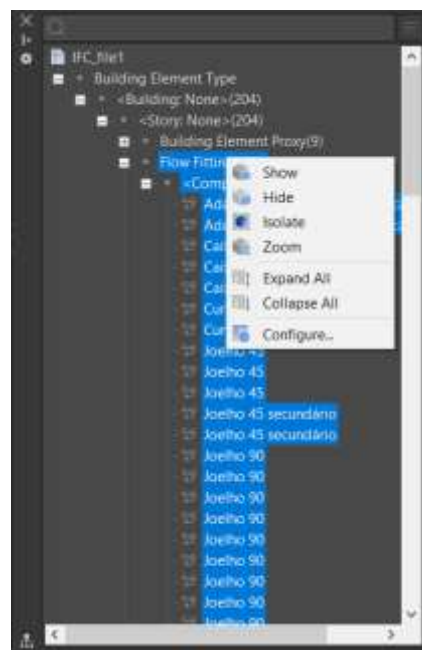 IFC_file1
Building Element Type
<Building: None>(204)
<Story: None>(204)
Building Element Proxy(9)
Flow Fittin
<Comp
Show
Hide
Isolate
Zoom
Expand All
Collapse All
Configure...
Joelho 45
Joelho 45
Joelho 45
Joelho 45 secundário
Joelho 45 secundário
Joelho 90
Joelho 90
Joelho 90
Joelho 90
Joelho 90
Joelho 90
Joelho 90
Joelho 90
Joelho 90